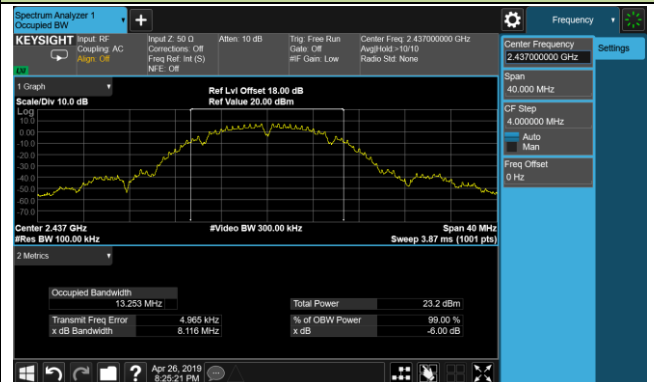 Spectrum Analyzer 1
Occupied BW
Frequency
KEYSIGHT
Input: RF
Coupling: AC
Align: Off
Input Z: 50 Ω
Corrections: Off
Freq Ref: Int (S)
NFE: Off
Atten: 10 dB
Trig: Free Run
Gate: Off
#IF Gain: Low
Center Freq: 2.437000000 GHz
Avg|Hold:>10/10
Radio Std: None
Center Frequency
2.437000000 GHz
Settings
Span
40.000 MHz
CF Step
4.000000 MHz
Auto
Man
Freq Offset
0 Hz
1 Graph
Scale/Div 10.0 dB
Ref Lvl Offset 18.00 dB
Ref Value 20.00 dBm
Log
10.0
0.00
-10.0
-20.0
-30.0
-40.0
-50.0
-60.0
-70.0
Center 2.437 GHz
#Res BW 100.00 kHz
#Video BW 300.00 kHz
Span 40 MHz
Sweep 3.87 ms (1001 pts)
2 Metrics
Occupied Bandwidth
13.253 MHz
Total Power 23.2 dBm
Transmit Freq Error 4.965 kHz
% of OBW Power 99.00 %
x dB Bandwidth 8.116 MHz
x dB -6.00 dB
?
Apr 26, 2019
8:25:21 PM